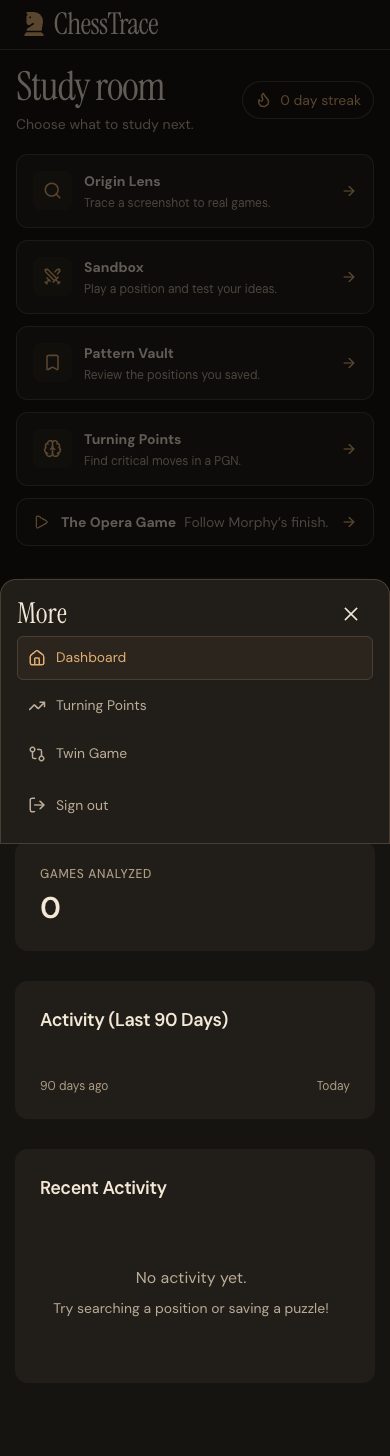 ChessTrace
Study room
0 day streak
Choose what to study next.
Origin Lens
Trace a screenshot to real games.
Sandbox
Play a position and test your ideas.
Pattern Vault
Review the positions you saved.
Turning Points
Find critical moves in a PGN.
The Opera Game Follow Morphy's finish.
More
Dashboard
Turning Points
Twin Game
Sign out
GAMES ANALYZED
0
Activity (Last 90 Days)
90 days ago Today
Recent Activity
No activity yet.
Try searching a position or saving a puzzle!